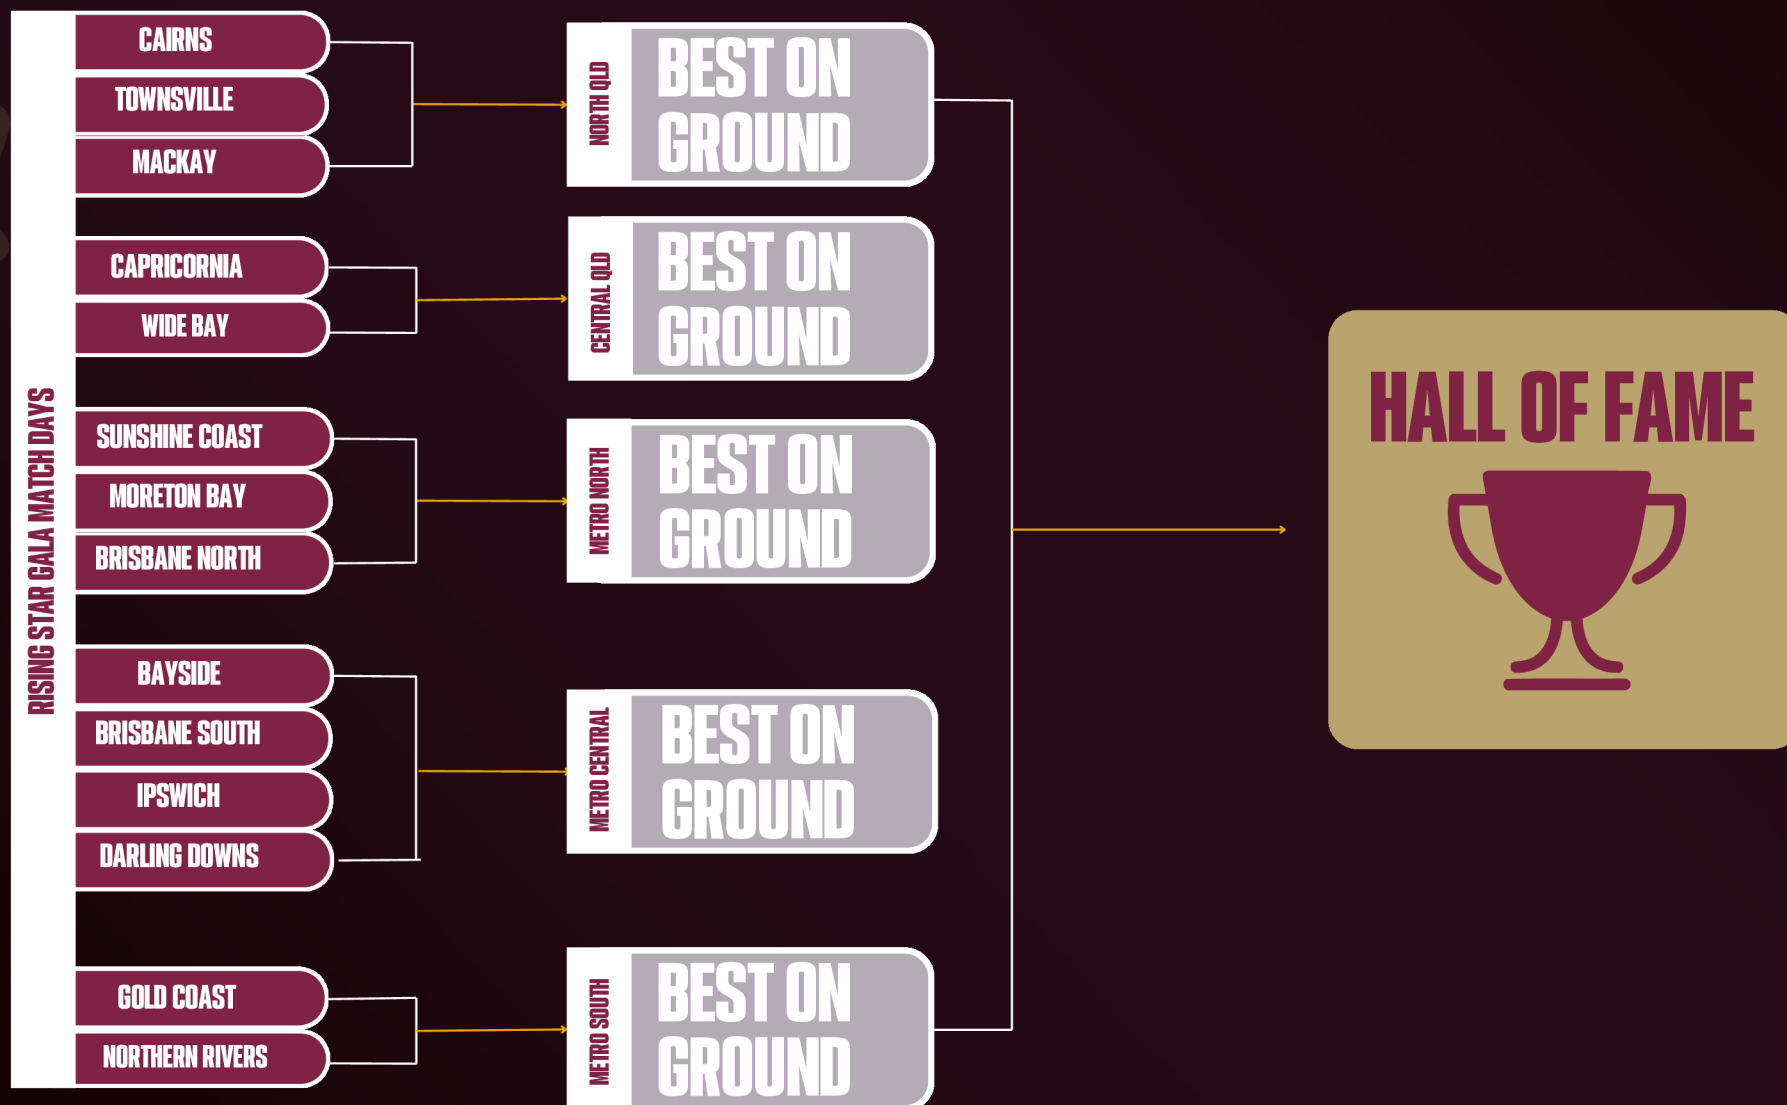 RISING STAR GALA MATCH DAYS
CAIRNS
TOWNSVILLE
MACKAY
CAPRICORNIA
WIDE BAY
SUNSHINE COAST
MORETON BAY
BRISBANE NORTH
BAYSIDE
BRISBANE SOUTH
IPSWICH
DARLING DOWNS
GOLD COAST
NORTHERN RIVERS
NORTH QLD
BEST ON
GROUND
CENTRAL QLD
BEST ON
GROUND
METRO NORTH
BEST ON
GROUND
METRO CENTRAL
BEST ON
GROUND
METRO SOUTH
BEST ON
GROUND
HALL OF FAME